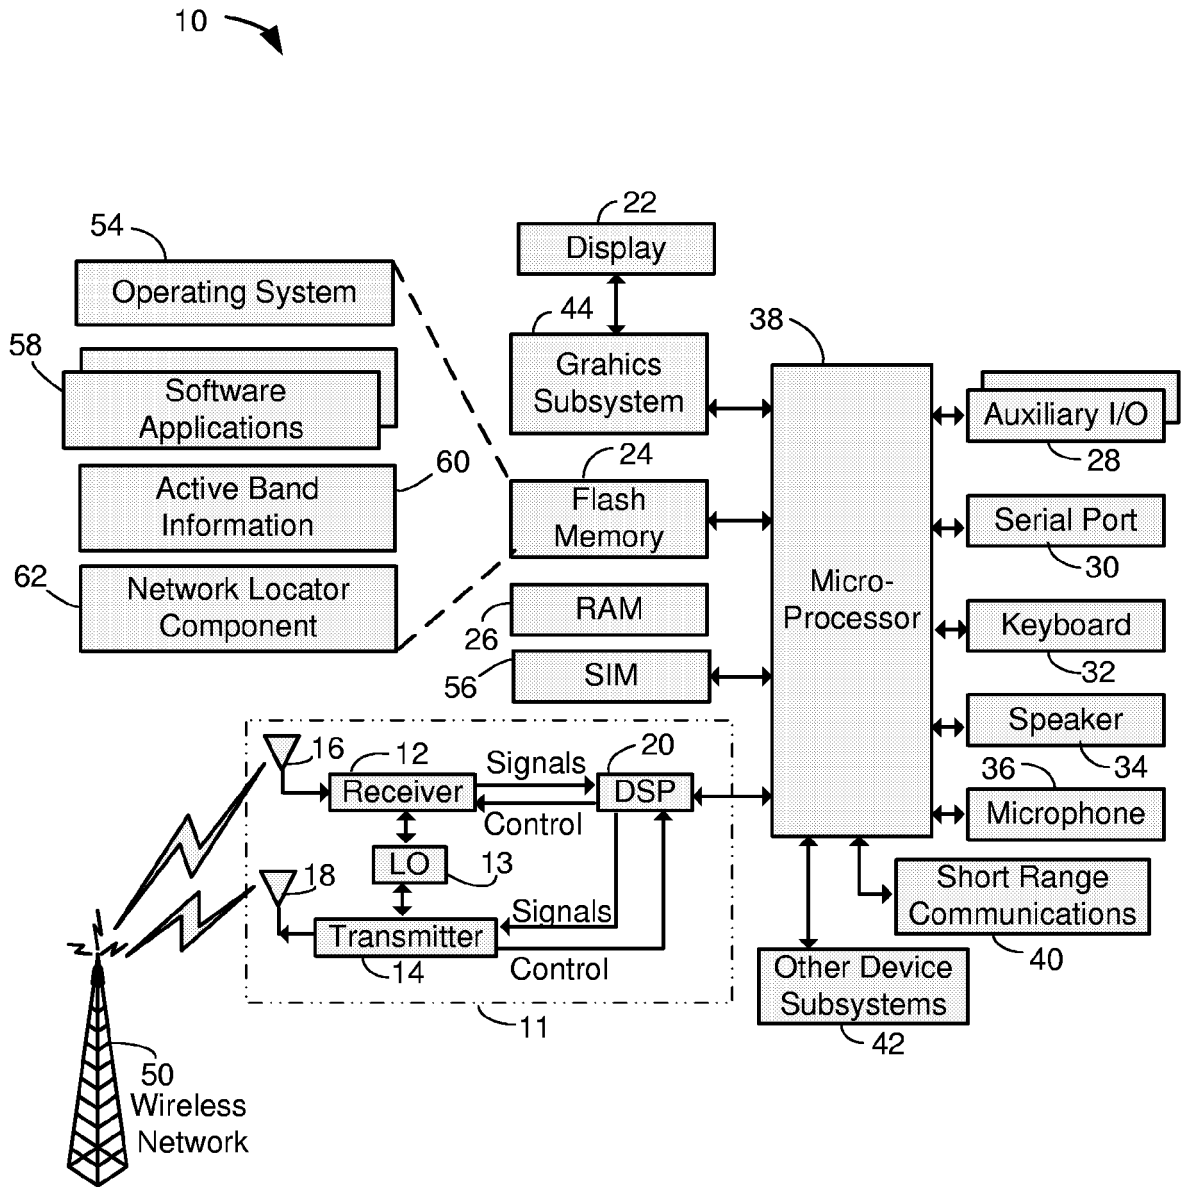 10
22
Display
54
Operating System
44
Grahics
Subsystem
38
58
Software
Applications
Auxiliary I/O
28
60
Active Band
Information
24
Flash
Memory
Serial Port
30
62
Network Locator
Component
RAM
26
Micro-
Processor
Keyboard
32
SIM
56
Speaker
34
16
12
Receiver
Signals
20
DSP
Control
36
Microphone
LO
13
18
Signals
Transmitter
14
Control
Short Range
Communications
40
Other Device
Subsystems
42
11
50
Wireless
Network